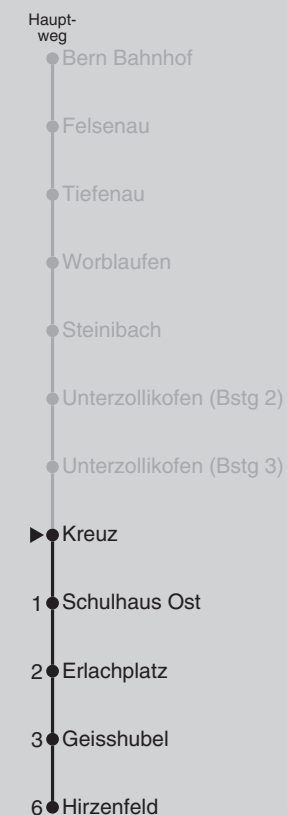 Haupt-
weg
Bern Bahnhof
Felsenau
Tiefenau
Worblaufen
Steinibach
Unterzollikofen (Bstg 2)
Unterzollikofen (Bstg 3)
Kreuz
1 Schulhaus Ost
2 Erlachplatz
3 Geisshubel
6 Hirzenfeld